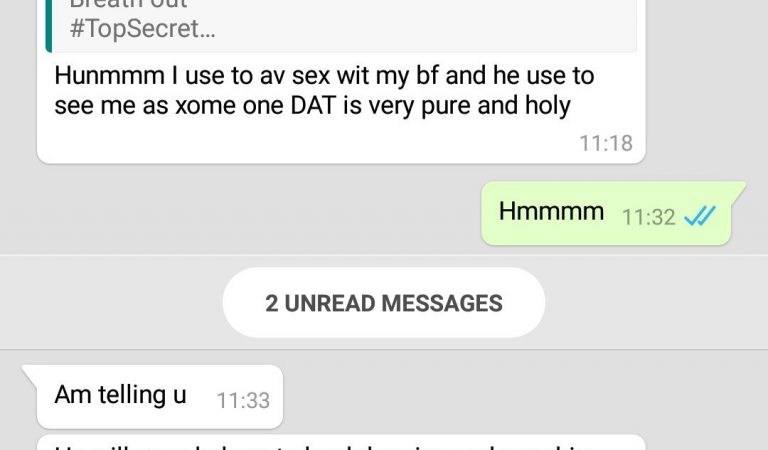 Breath out
#TopSecret...
Hunmmm I use to av sex wit my bf and he use to
see me as xome one DAT is very pure and holy
11:18
Hmmmm 11:32
2 UNREAD MESSAGES
Am telling u 11:33